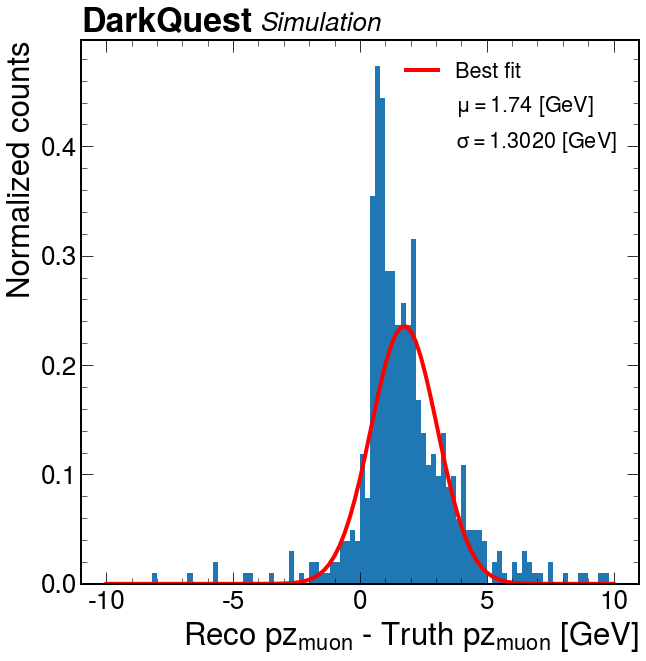 DarkQuest Simulation
Normalized counts
Best fit
μ = 1.74 [GeV]
σ = 1.3020 [GeV]
0.4
0.3
0.2
0.1
0.0
-10 -5 0 5 10
Reco pz_muon - Truth pz_muon [GeV]